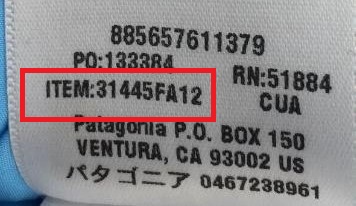 885657611379
PO:133384
RN:51884
ITEM:31445FA12
CUA
Patagonia P.O. BOX 150
VENTURA, CA 93002 US
パタゴニア 0467238961